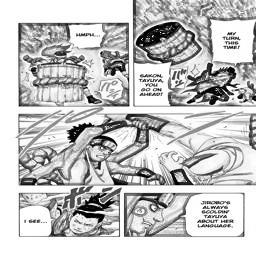 MY
TURN,
THIS
TIME!
SAKON,
TAYUYA,
YOU
GO ON
AHEAD!
HMPH...
JIROBO'S
ALWAYS
SCOLDIN'
TAYUYA
ABOUT HER
LANGUAGE.
I SEE...